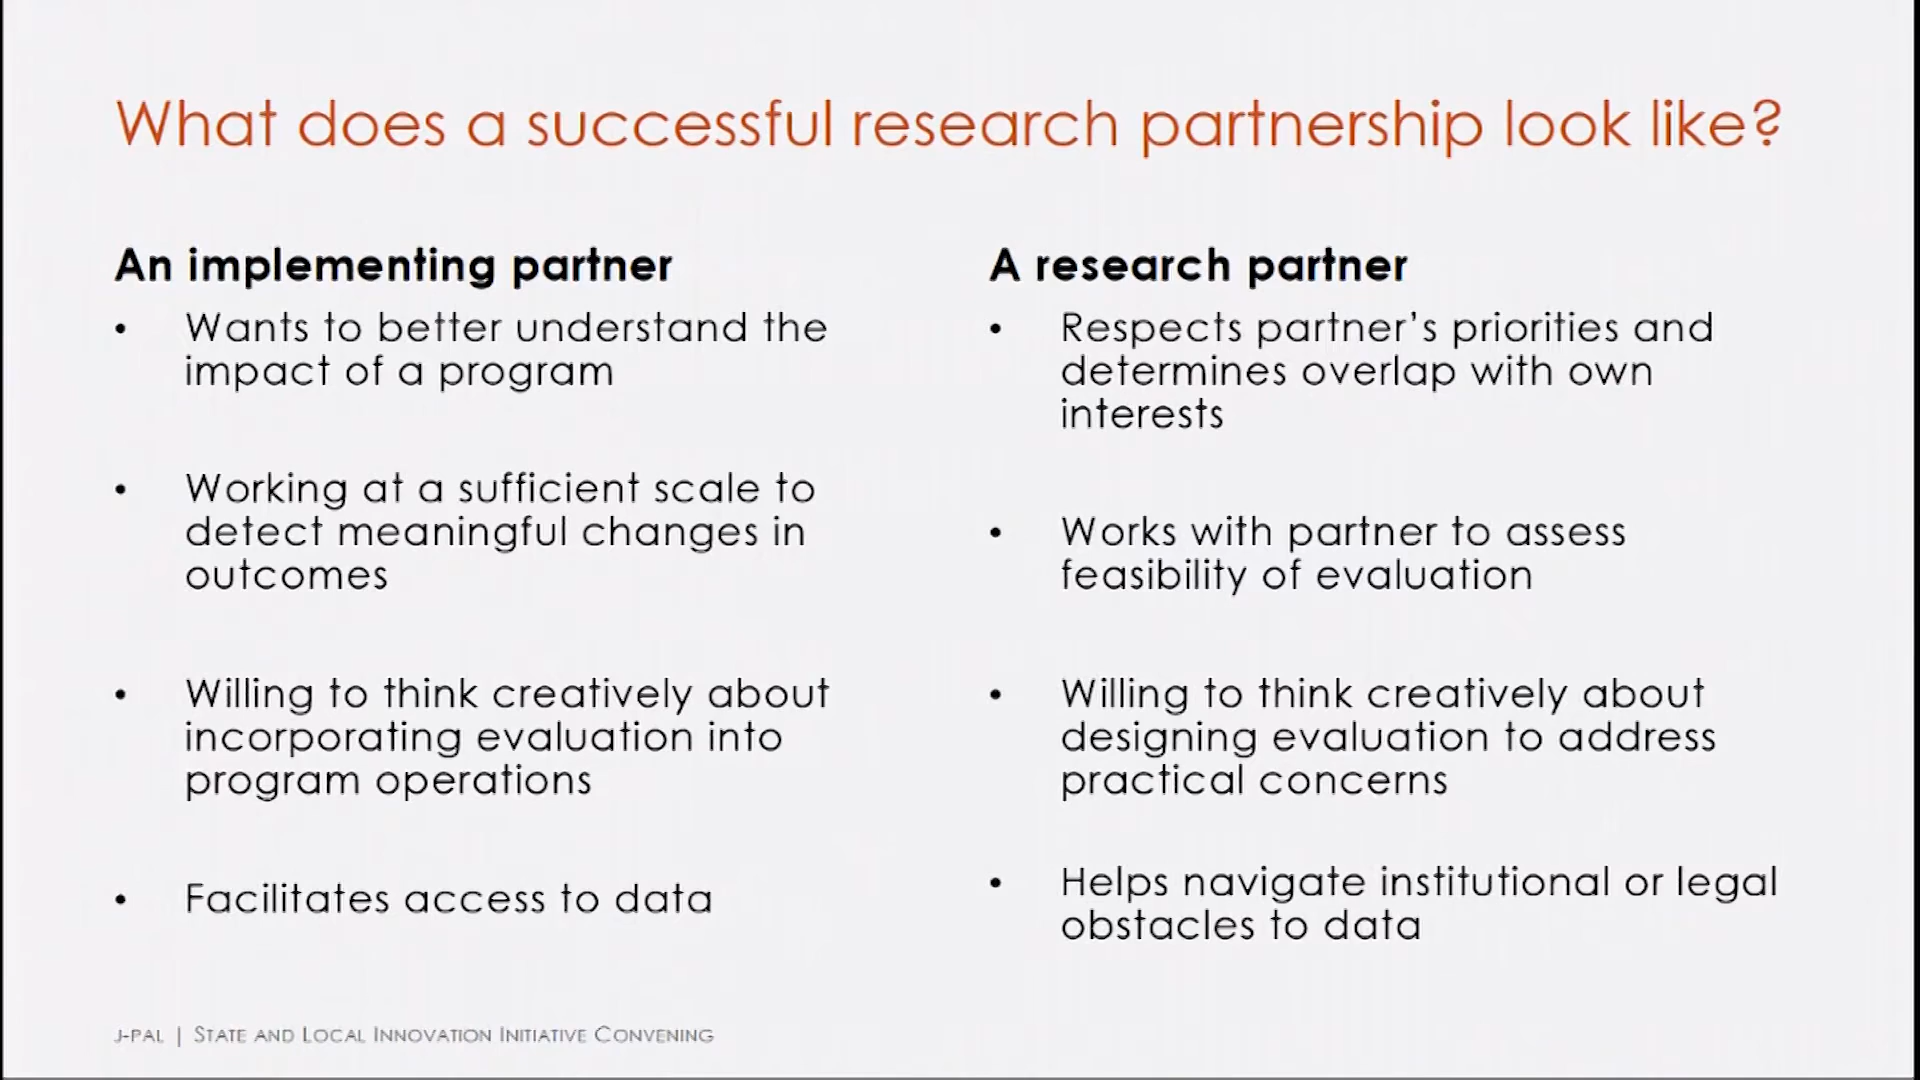 What does a successful research partnership look like?
An implementing partner
• Wants to better understand the
impact of a program
• Working at a sufficient scale to
detect meaningful changes in
outcomes
• Willing to think creatively about
incorporating evaluation into
program operations
• Facilitates access to data
A research partner
• Respects partner’s priorities and
determines overlap with own
interests
• Works with partner to assess
feasibility of evaluation
• Willing to think creatively about
designing evaluation to address
practical concerns
• Helps navigate institutional or legal
obstacles to data
J-PAL | STATE AND LOCAL INNOVATION INITIATIVE CONVENING